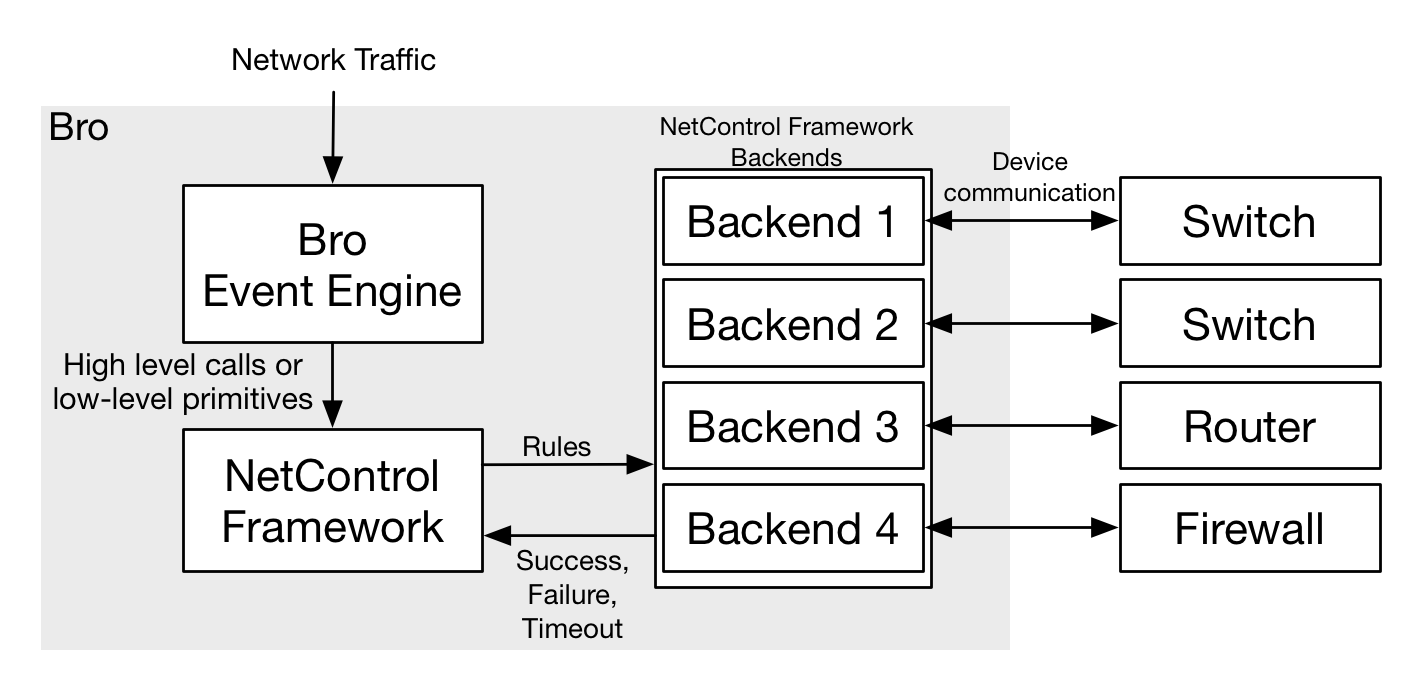 Network Traffic
Bro
NetControl Framework
Backends
Device
communication
Bro
Event Engine
Backend 1
Switch
Backend 2
Switch
High level calls or
low-level primitives
Backend 3
Router
NetControl
Framework
Rules
Backend 4
Firewall
Success,
Failure,
Timeout